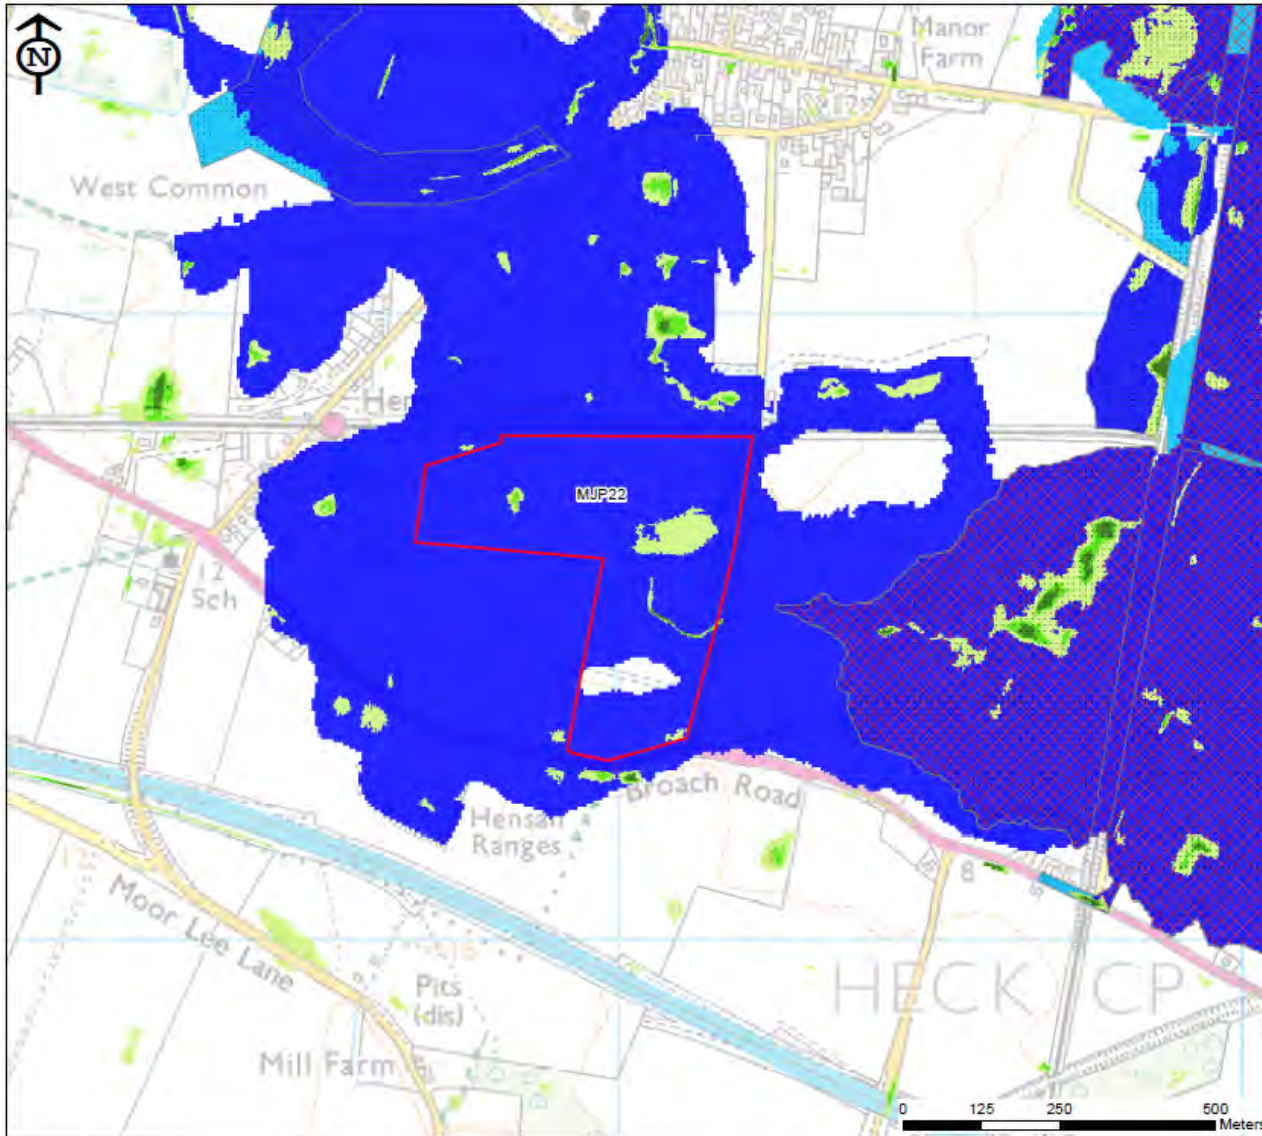 N
Manor
Farm
West Common
He
MJP22
12
Sch
Broach Road
Hensall
Ranges
8
Moor Lee Lane
Pits
(dis)
HECK CP
Mill Farm
0 125 250 500
Meters